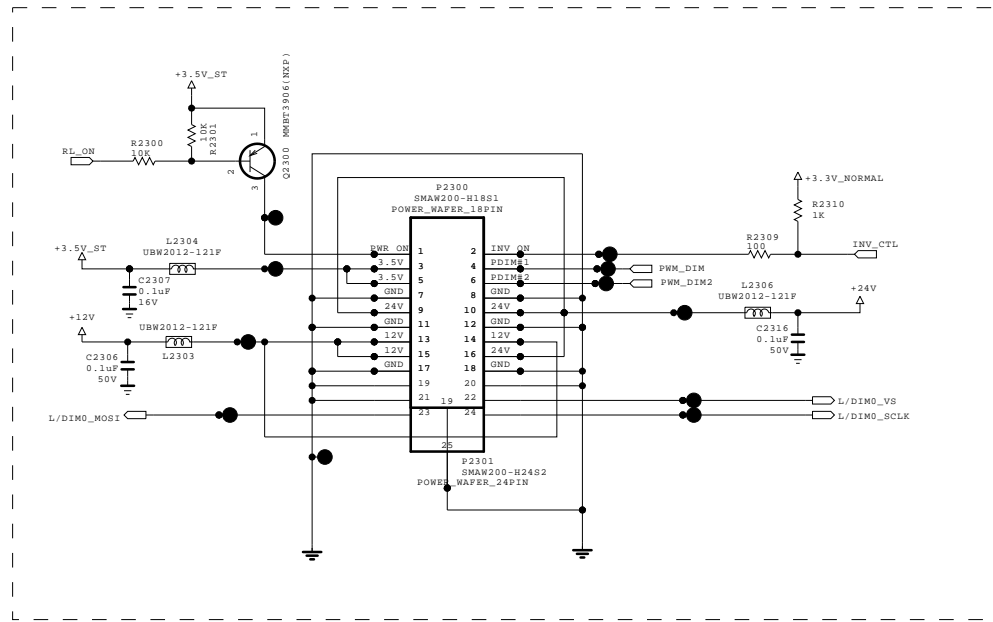 +3.5V_ST
MMBT3906(NXP)
Q2300
10K
R2301
1
2
3
RL_ON
R2300
10K
P2300
SMAW200-H18S1
POWER_WAFER_18PIN
+3.3V_NORMAL
R2310
1K
R2309
100
INV_CTL
PWR ON 1 2 INV ON
3.5V 3 4 PDIM#1
3.5V 5 6 PDIM#2
GND 7 8 GND
24V 9 10 24V
GND 11 12 GND
12V 13 14 12V
12V 15 16 24V
GND 17 18 GND
19 20
21 19 22
23 24
25
PWM_DIM
PWM_DIM2
+3.5V_ST
L2304
UBW2012-121F
C2307
0.1uF
16V
+12V
UBW2012-121F
L2303
C2306
0.1uF
50V
L2306
UBW2012-121F
+24V
C2316
0.1uF
50V
L/DIM0_VS
L/DIM0_MOSI
L/DIM0_SCLK
P2301
SMAW200-H24S2
POWER_WAFER_24PIN